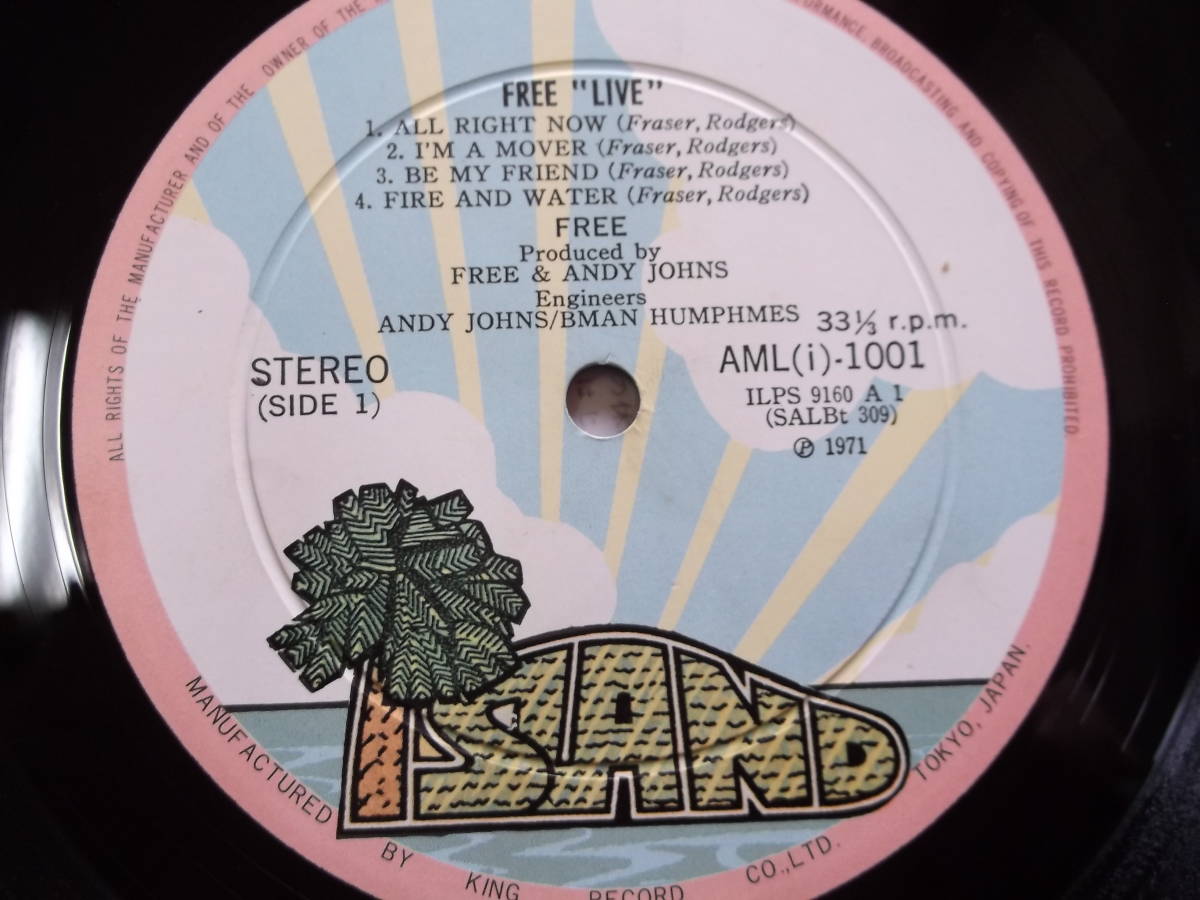 FREE "LIVE"
1. ALL RIGHT NOW (Fraser, Rodgers)
2. I'M A MOVER (Fraser, Rodgers)
3. BE MY FRIEND (Fraser, Rodgers)
4. FIRE AND WATER (Fraser, Rodgers)
FREE
Produced by
FREE & ANDY JOHNS
Engineers
ANDY JOHNS/BMAN HUMPHMES
33⅓ r.p.m.
STEREO
(SIDE 1)
AML(i)-1001
ILPS 9160 A 1
(SALBt 309)
℗ 1971
ISLAND
ALL RIGHTS OF THE MANUFACTURER AND OF THE OWNER OF THE
BROADCASTING AND COPYING OF THIS RECORD PROHIBITED.
MANUFACTURED BY KING RECORD CO.,LTD. TOKYO, JAPAN.